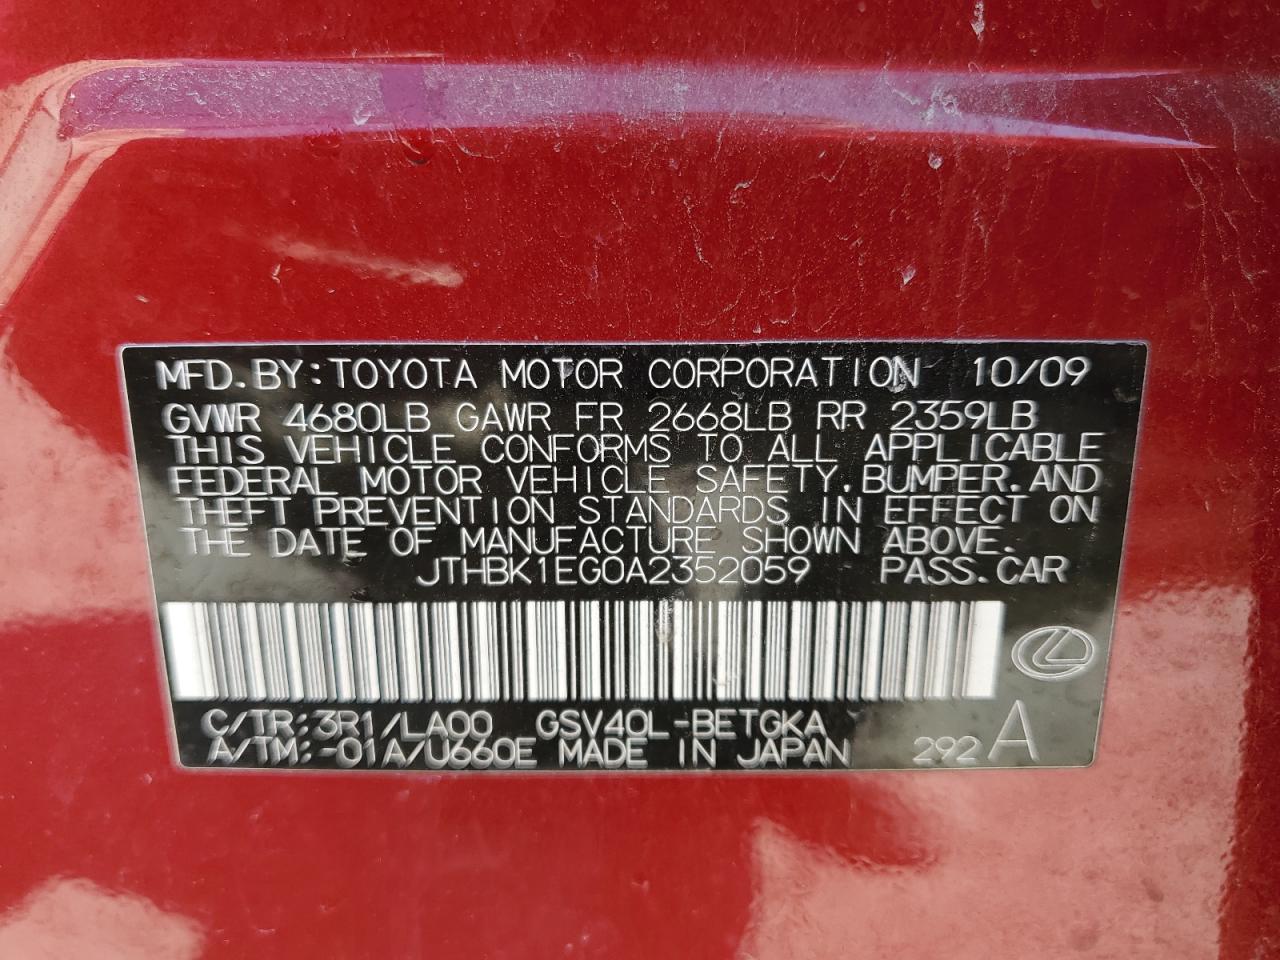 MFD.BY:TOYOTA MOTOR CORPORATION 10/09
GVWR 4680LB GAWR FR 2668LB RR 2359LB
THIS VEHICLE CONFORMS TO ALL APPLICABLE
FEDERAL MOTOR VEHICLE SAFETY,BUMPER,AND
THEFT PREVENTION STANDARDS IN EFFECT ON
THE DATE OF MANUFACTURE SHOWN ABOVE.
JTHBK1EG0A2352059 PASS.CAR
C/TR:3R1/LA00 GSV40L-BETGKA
A/TM:-01A/U660E MADE IN JAPAN 292 A